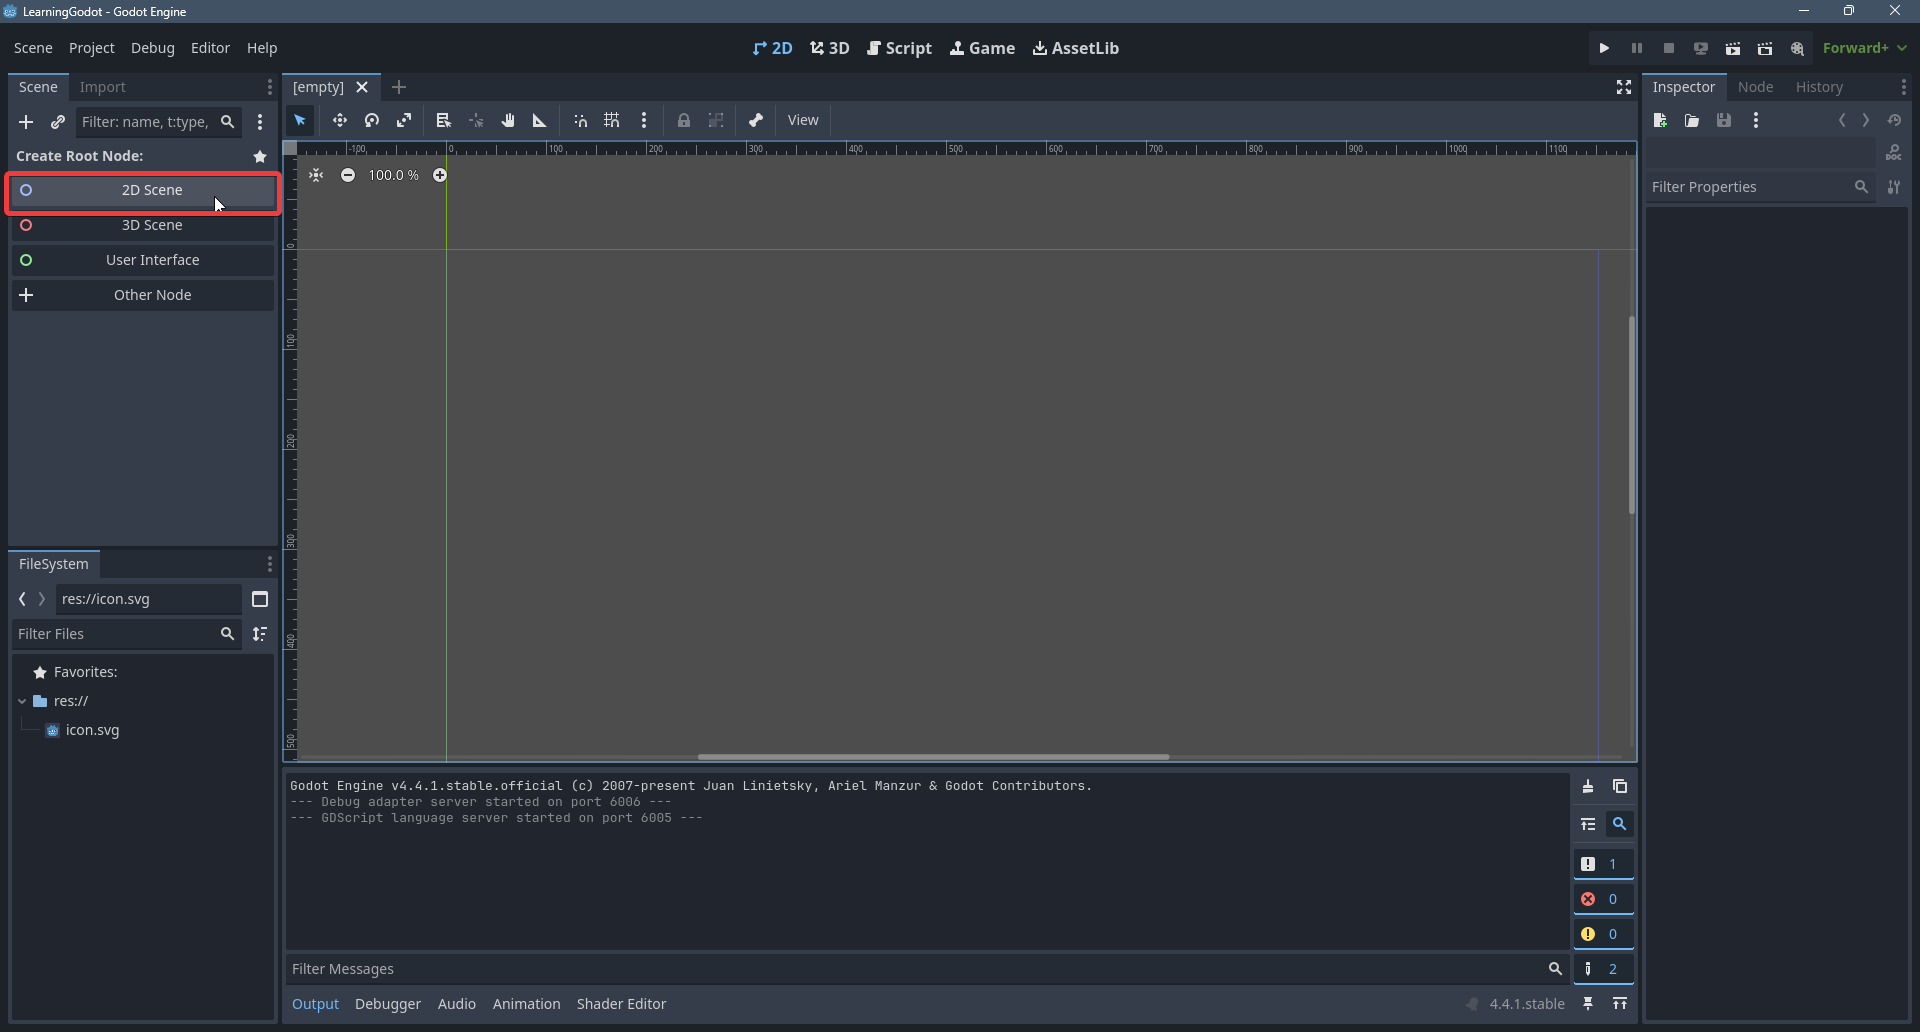 LearningGodot - Godot Engine
Scene Project Debug Editor Help
2D 3D Script Game AssetLib
Forward+
Scene Import
Filter: name, t:type,
Create Root Node:
2D Scene
3D Scene
User Interface
Other Node
FileSystem
res://icon.svg
Filter Files
Favorites:
res://
icon.svg
[empty]
View
-100 0 100 200 300 400 500 600 700 800 900 1000 1100
100.0 %
0
100
200
300
400
500
Godot Engine v4.4.1.stable.official (c) 2007-present Juan Linietsky, Ariel Manzur & Godot Contributors.
--- Debug adapter server started on port 6006 ---
--- GDScript language server started on port 6005 ---
1
0
0
2
Filter Messages
Output Debugger Audio Animation Shader Editor
4.4.1.stable
Inspector Node History
DOC
Filter Properties